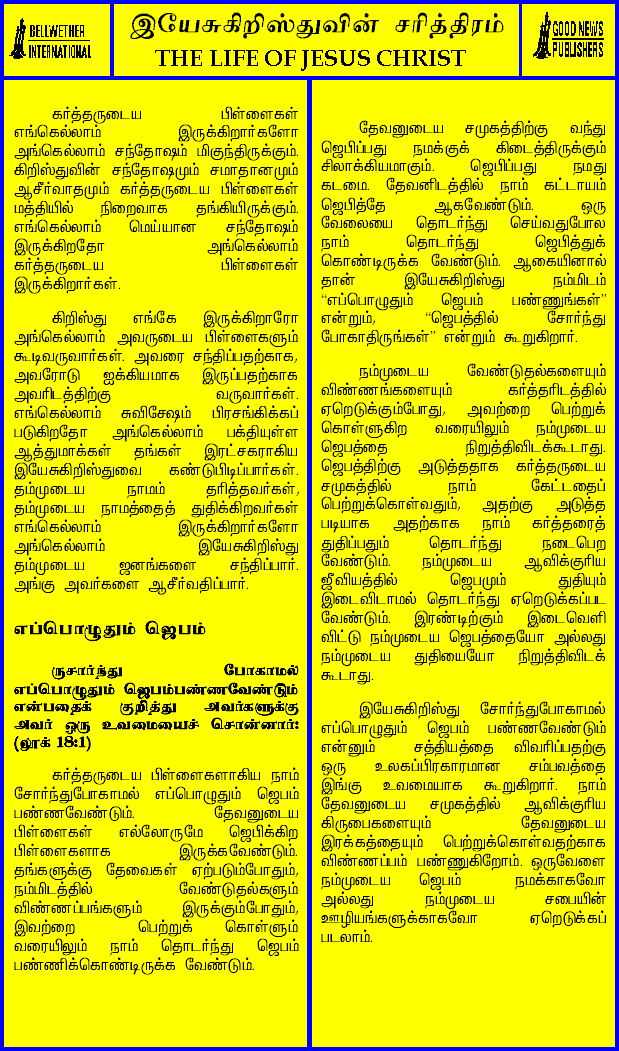 BELLWETHER
INTERNATIONAL
இயேசுகிறிஸ்துவின் சரித்திரம்
THE LIFE OF JESUS CHRIST
GOOD NEWS
PUBLISHERS
கர்த்தருடைய பிள்ளைகள்
எங்கெல்லாம் இருக்கிறார்களோ
அங்கெல்லாம் சந்தோஷம் மிகுந்திருக்கும்.
கிறிஸ்துவின் சந்தோஷமும் சமாதானமும்
ஆசீர்வாதமும் கர்த்தருடைய பிள்ளைகள்
மத்தியில் நிறைவாக தங்கியிருக்கும்.
எங்கெல்லாம் மெய்யான சந்தோஷம்
இருக்கிறதோ அங்கெல்லாம்
கர்த்தருடைய பிள்ளைகள்
இருக்கிறார்கள்.
கிறிஸ்து எங்கே இருக்கிறாரோ
அங்கெல்லாம் அவருடைய பிள்ளைகளும்
கூடிவருவார்கள். அவரை சந்திப்பதற்காக,
அவரோடு ஐக்கியமாக இருப்பதற்காக
அவரிடத்திற்கு வருவார்கள்.
எங்கெல்லாம் சுவிசேஷம் பிரசங்கிக்கப்
படுகிறதோ அங்கெல்லாம் பக்தியுள்ள
ஆத்துமாக்கள் தங்கள் இரட்சகராகிய
இயேசுகிறிஸ்துவை கண்டுபிடிப்பார்கள்.
தம்முடைய நாமம் தரித்தவர்கள்,
தம்முடைய நாமத்தைத் துதிக்கிறவர்கள்
எங்கெல்லாம் இருக்கிறார்களோ
அங்கெல்லாம் இயேசுகிறிஸ்து
தம்முடைய ஜனங்களை சந்திப்பார்.
அங்கு அவர்களை ஆசீர்வதிப்பார்.
எப்பொழுதும் ஜெபம்
ருசார்ந்து போகாமல்
எப்பொழுதும் ஜெபம்பண்ணவேண்டும்
என்பதைக் குறித்து அவர்களுக்கு
அவர் ஒரு உவமையைச் சொன்னார்:
(லூக் 18:1)
கர்த்தருடைய பிள்ளைகளாகிய நாம்
சோர்ந்துபோகாமல் எப்பொழுதும் ஜெபம்
பண்ணவேண்டும். தேவனுடைய
பிள்ளைகள் எல்லோருமே ஜெபிக்கிற
பிள்ளைகளாக இருக்கவேண்டும்.
தங்களுக்கு தேவைகள் ஏற்படும்போதும்,
நம்மிடத்தில் வேண்டுதல்களும்
விண்ணப்பங்களும் இருக்கும்போதும்,
இவற்றை பெற்றுக் கொள்ளும்
வரையிலும் நாம் தொடர்ந்து ஜெபம்
பண்ணிக்கொண்டிருக்க வேண்டும்.
தேவனுடைய சமுகத்திற்கு வந்து
ஜெபிப்பது நமக்குக் கிடைத்திருக்கும்
சிலாக்கியமாகும். ஜெபிப்பது நமது
கடமை. தேவனிடத்தில் நாம் கட்டாயம்
ஜெபித்தே ஆகவேண்டும். ஒரு
வேலையை தொடர்ந்து செய்வதுபோல
நாம் தொடர்ந்து ஜெபித்துக்
கொண்டிருக்க வேண்டும். ஆகையினால்
தான் இயேசுகிறிஸ்து நம்மிடம்
“எப்பொழுதும் ஜெபம் பண்ணுங்கள்”
என்றும், “ஜெபத்தில் சோர்ந்து
போகாதிருங்கள்” என்றும் கூறுகிறார்.
நம்முடைய வேண்டுதல்களையும்
விண்ணங்களையும் கர்த்தரிடத்தில்
ஏறெடுக்கும்போது, அவற்றை பெற்றுக்
கொள்ளுகிற வரையிலும் நம்முடைய
ஜெபத்தை நிறுத்திவிடக்கூடாது.
ஜெபத்திற்கு அடுத்ததாக கர்த்தருடைய
சமுகத்தில் நாம் கேட்டதைப்
பெற்றுக்கொள்வதும், அதற்கு அடுத்த
படியாக அதற்காக நாம் கர்த்தரைத்
துதிப்பதும் தொடர்ந்து நடைபெற
வேண்டும். நம்முடைய ஆவிக்குரிய
ஜீவியத்தில் ஜெபமும் துதியும்
இடைவிடாமல் தொடர்ந்து ஏறெடுக்கப்பட
வேண்டும். இரண்டிற்கும் இடைவெளி
விட்டு நம்முடைய ஜெபத்தையோ அல்லது
நம்முடைய துதியையோ நிறுத்திவிடக்
கூடாது.
இயேசுகிறிஸ்து சோர்ந்துபோகாமல்
எப்பொழுதும் ஜெபம் பண்ணவேண்டும்
என்னும் சத்தியத்தை விவரிப்பதற்கு
ஒரு உலகப்பிரகாரமான சம்பவத்தை
இங்கு உவமையாக கூறுகிறார். நாம்
தேவனுடைய சமுகத்தில் ஆவிக்குரிய
கிருபைகளையும் தேவனுடைய
இரக்கத்தையும் பெற்றுக்கொள்வதற்காக
விண்ணப்பம் பண்ணுகிறோம். ஒருவேளை
நம்முடைய ஜெபம் நமக்காகவோ
அல்லது நம்முடைய சபையின்
ஊழியங்களுக்காகவோ ஏறெடுக்கப்
படலாம்.